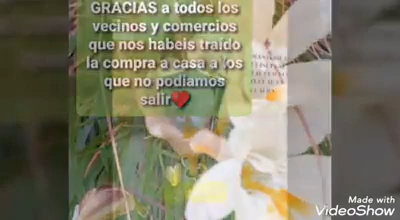 GRACIAS a todos los
vecinos y comercios
que nos habeis traído
la compra a casa a los
que no podiamos
salir❤
Made with
VideoShow